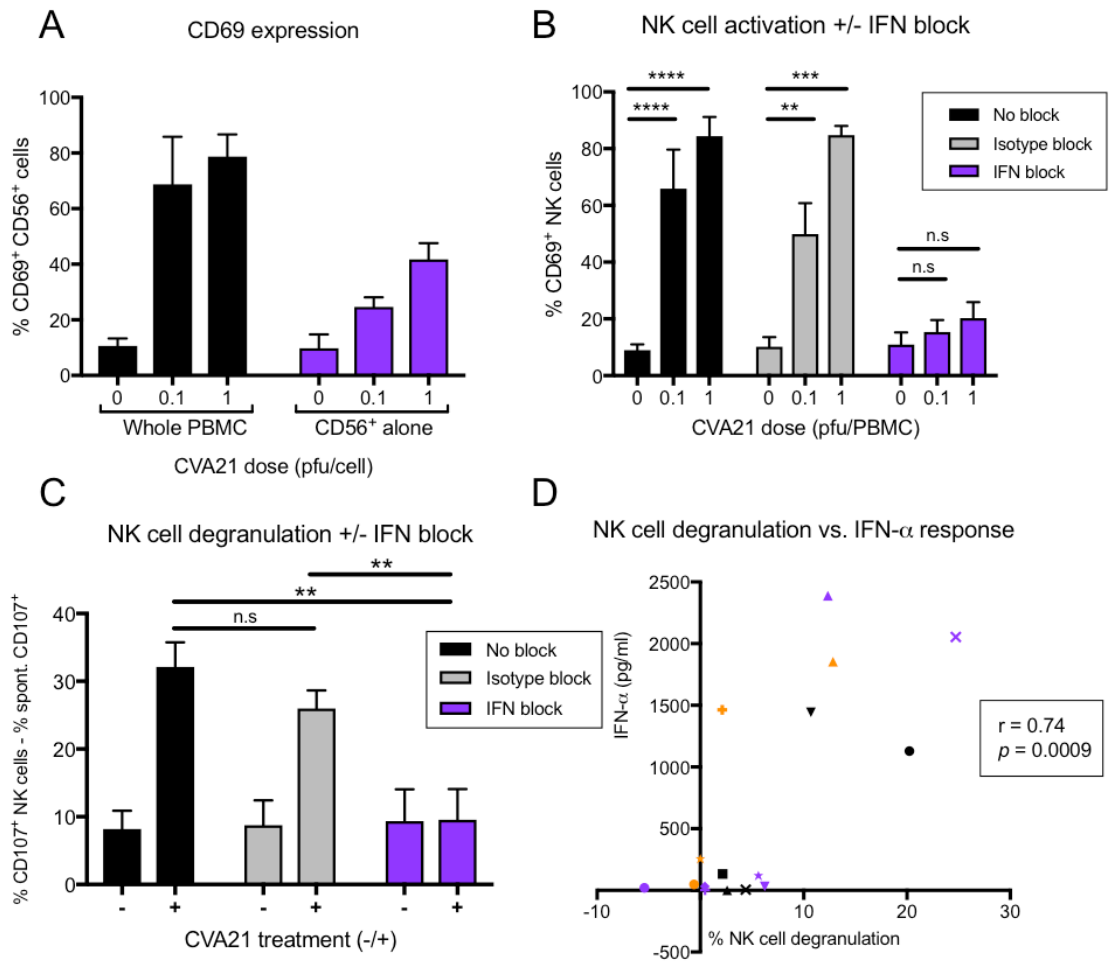 A
CD69 expression
% CD69⁺ CD56⁺ cells
100
80
60
40
20
0
0 0.1 1 0 0.1 1
Whole PBMC CD56⁺ alone
CVA21 dose (pfu/cell)
B
NK cell activation +/- IFN block
% CD69⁺ NK cells
100
80
60
40
20
0
****
****
***
**
n.s
n.s
No block
Isotype block
IFN block
0 0.1 1 0 0.1 1 0 0.1 1
CVA21 dose (pfu/PBMC)
C
NK cell degranulation +/- IFN block
% CD107⁺ NK cells - % spont. CD107⁺
40
30
20
10
0
**
**
n.s
No block
Isotype block
IFN block
- + - + - +
CVA21 treatment (-/+)
D
NK cell degranulation vs. IFN-α response
IFN-α (pg/ml)
2500
2000
1500
1000
500
-500
-10 10 20 30
% NK cell degranulation
r = 0.74
p = 0.0009